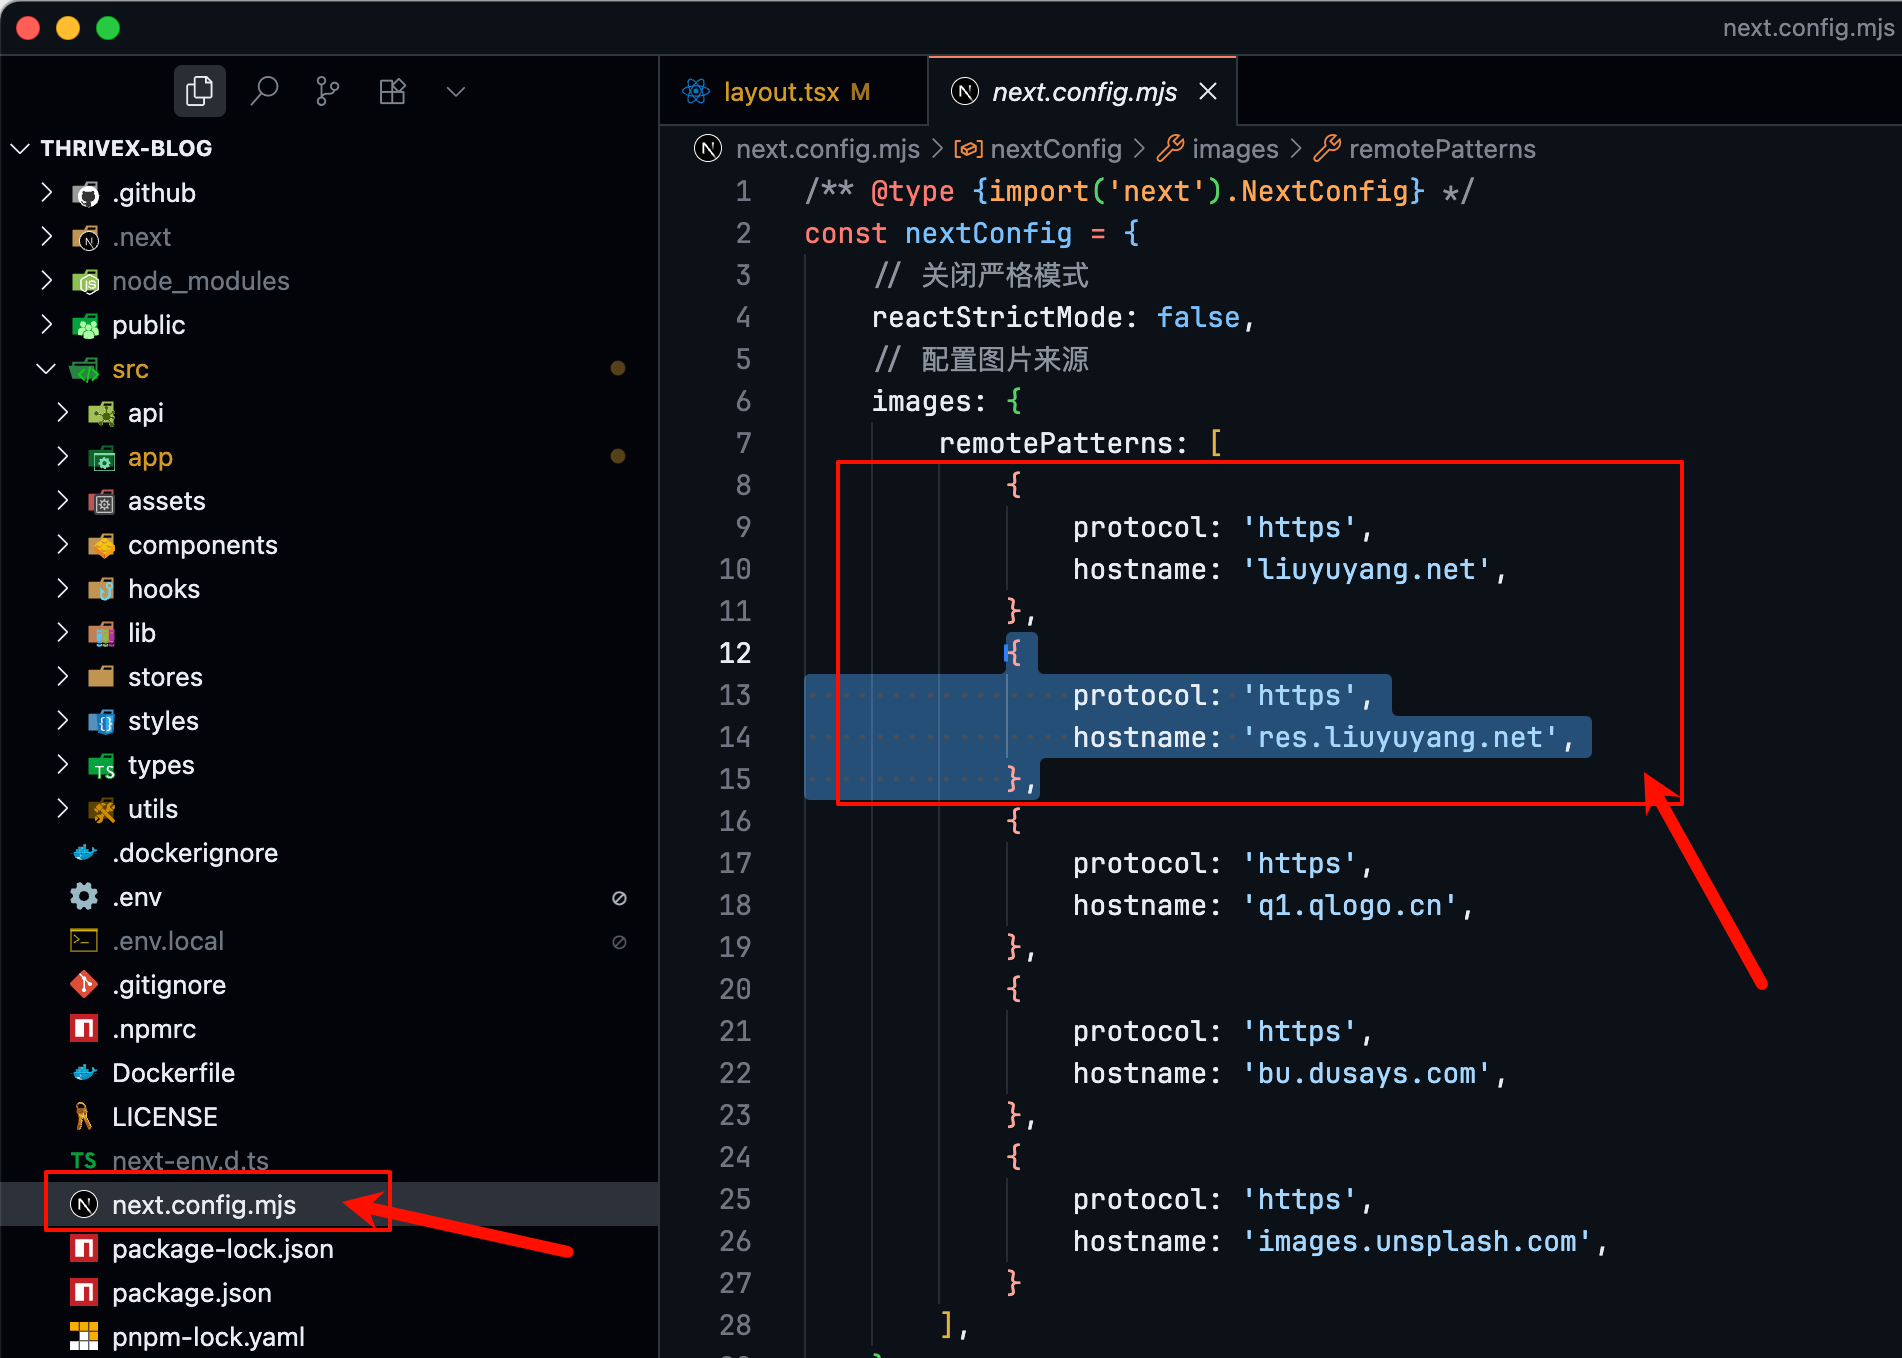 next.config.mjs
THRIVEX-BLOG
.github
.next
node_modules
public
src
api
app
assets
components
hooks
lib
stores
styles
types
utils
.dockerignore
.env
.env.local
.gitignore
.npmrc
Dockerfile
LICENSE
TS next-env.d.ts
next.config.mjs
package-lock.json
package.json
pnpm-lock.yaml
layout.tsx M
next.config.mjs
next.config.mjs > nextConfig > images > remotePatterns
1 /** @type {import('next').NextConfig} */
2 const nextConfig = {
3 // 关闭严格模式
4 reactStrictMode: false,
5 // 配置图片来源
6 images: {
7 remotePatterns: [
8 {
9 protocol: 'https',
10 hostname: 'liuyuyang.net',
11 },
12 {
13 protocol: 'https',
14 hostname: 'res.liuyuyang.net',
15 },
16 {
17 protocol: 'https',
18 hostname: 'q1.qlogo.cn',
19 },
20 {
21 protocol: 'https',
22 hostname: 'bu.dusays.com',
23 },
24 {
25 protocol: 'https',
26 hostname: 'images.unsplash.com',
27 }
28 ],